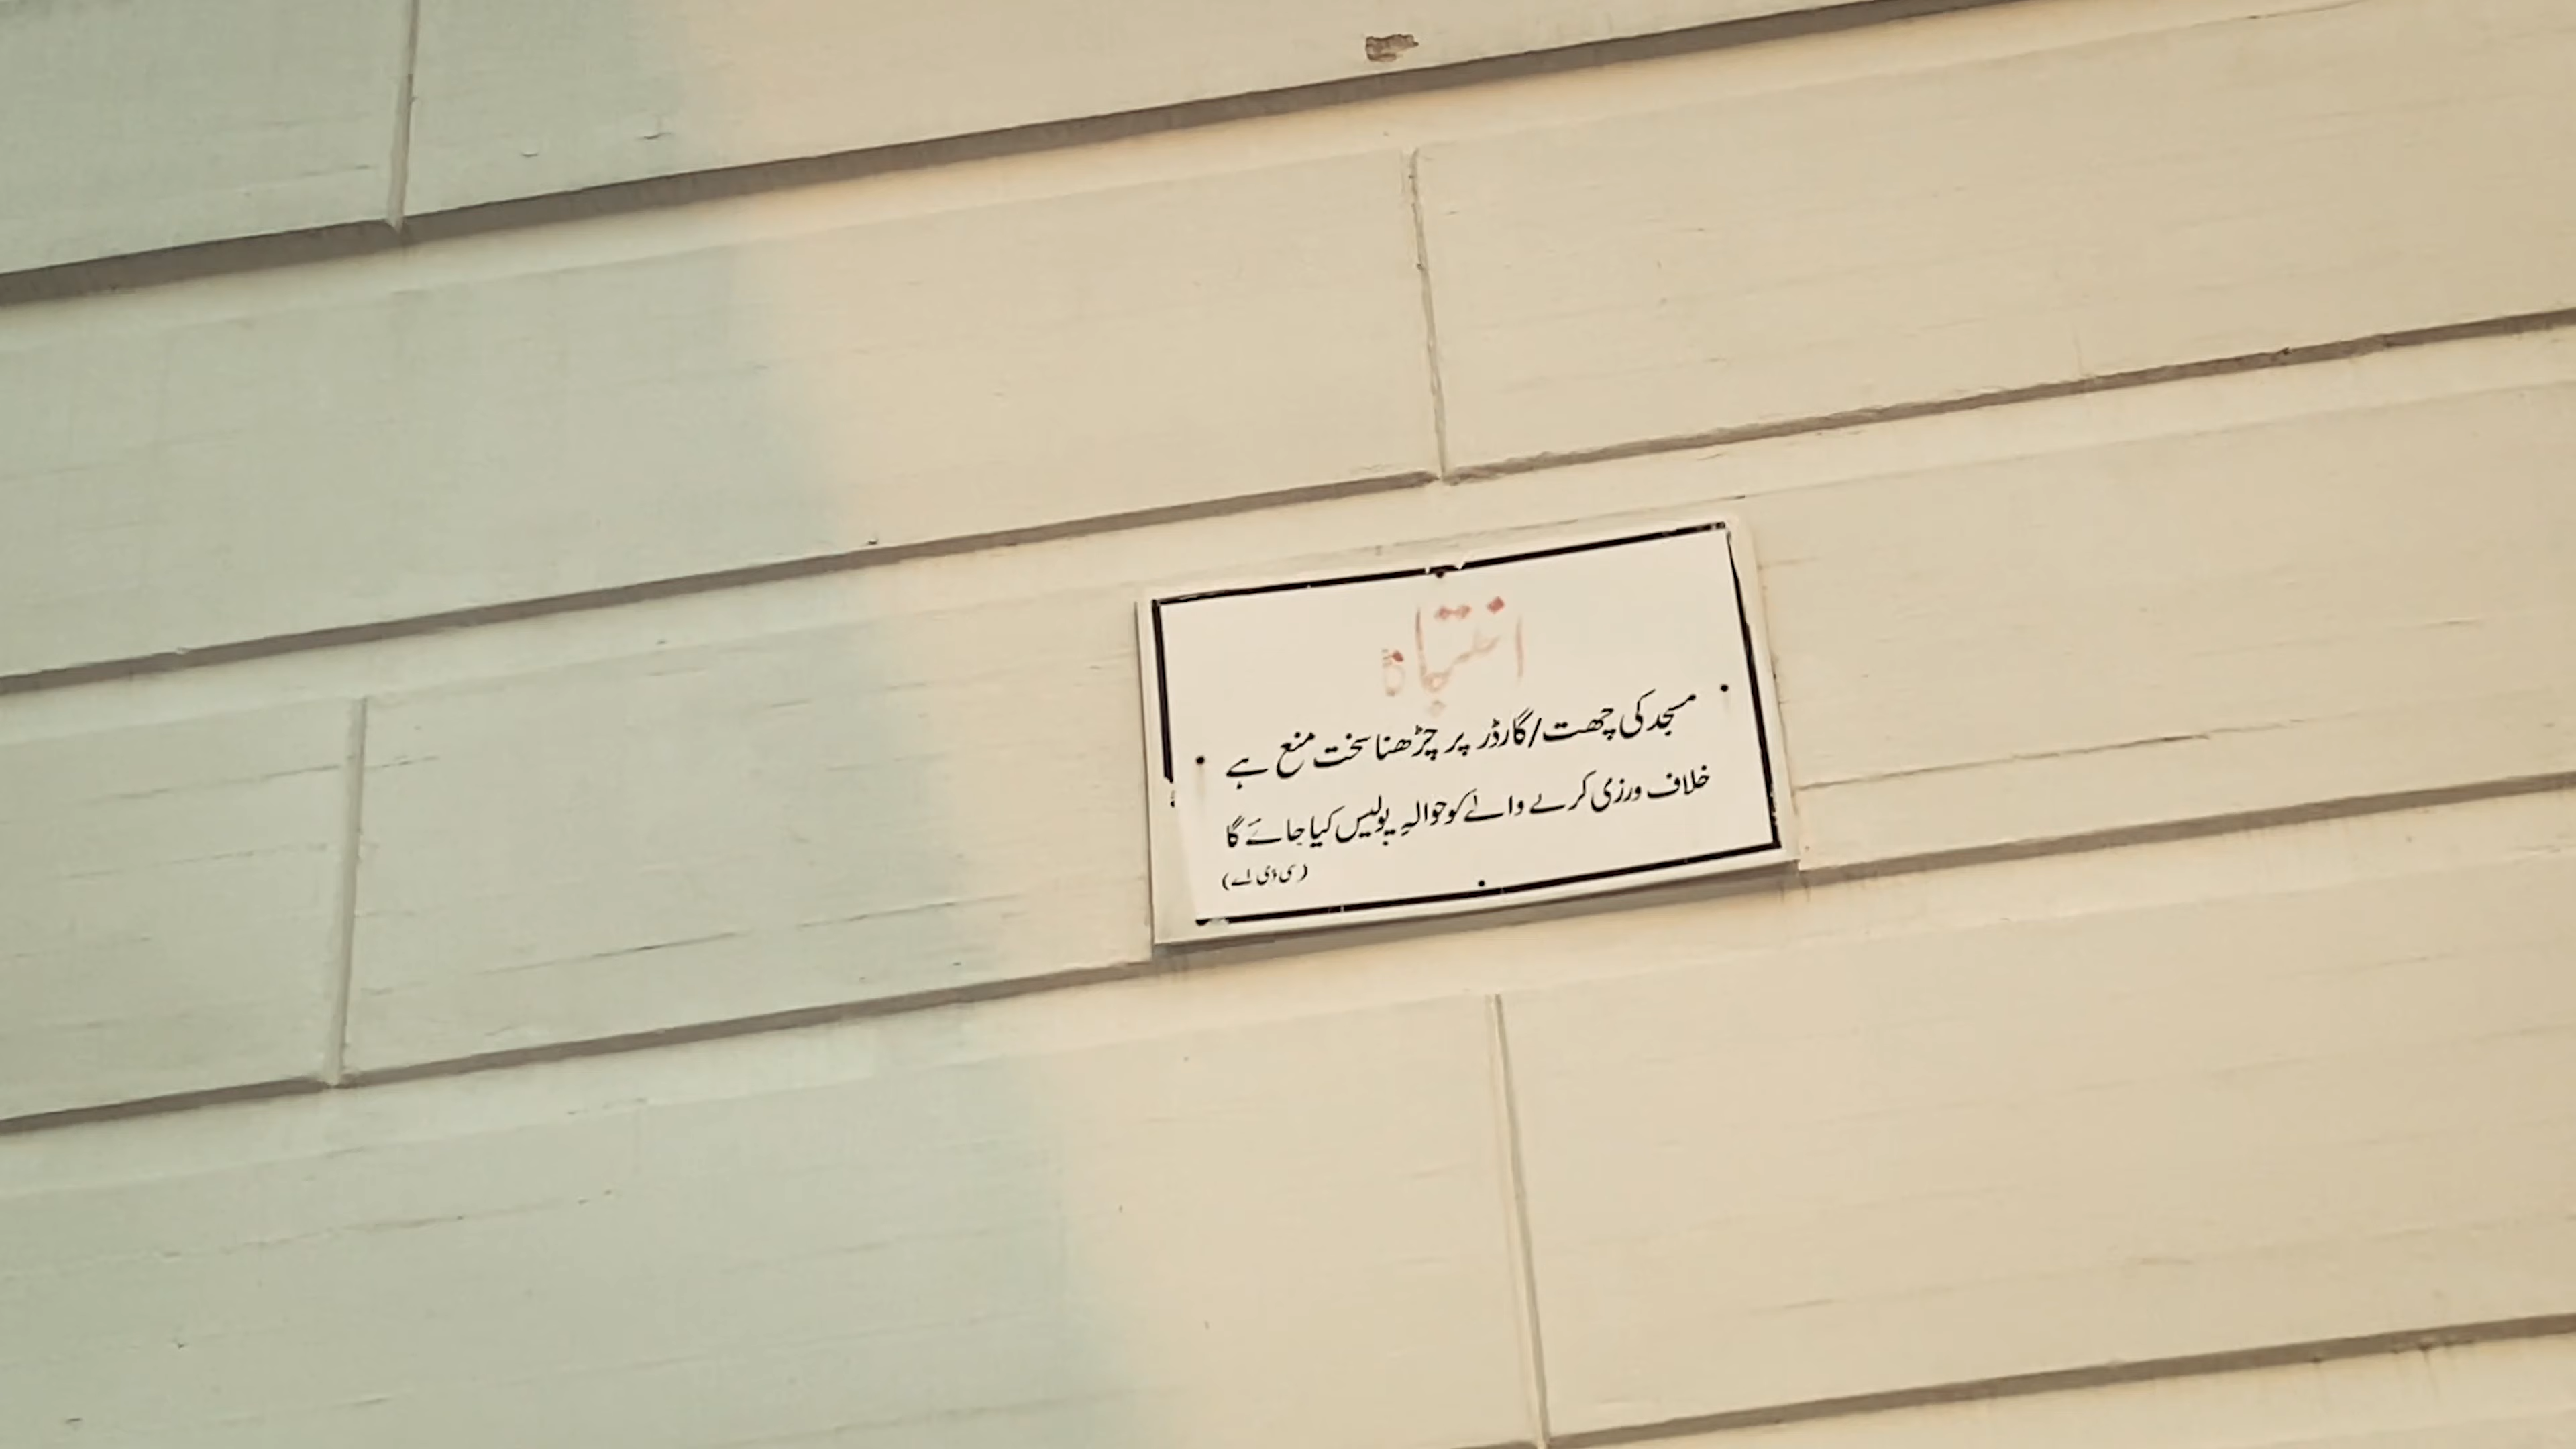 انتباہ
مسجد کی چھت/گارڈر پر چڑھنا سخت منع ہے
خلاف ورزی کرنے والے کو حوالہ پولیس کیا جائے گا
(سی ڈی اے)